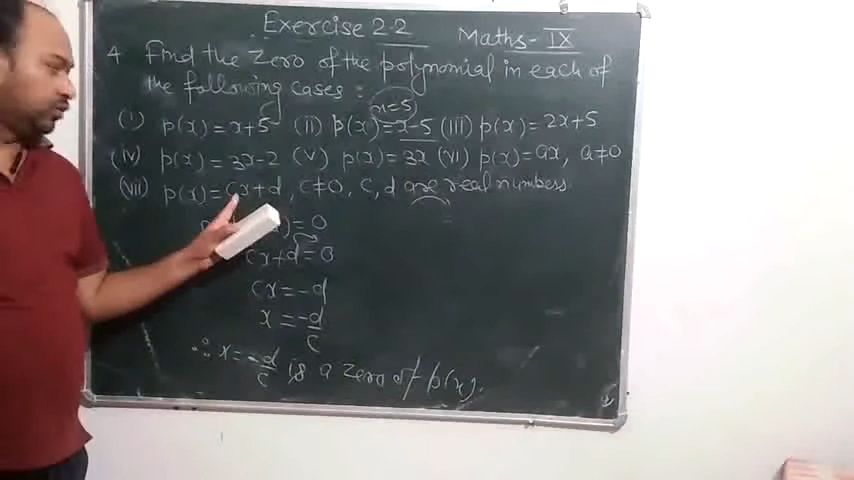 Exercise 2.2 Maths - IX
4 Find the Zero of the polynomial in each of
the following cases :
x=5
(i) p(x) = x+5 (ii) p(x) = x-5 (iii) p(x) = 2x+5
(iv) p(x) = 3x-2 (v) p(x) = 3x (vi) p(x) = ax, a≠0
(vii) p(x) = cx+d, c≠0, c, d are real numbers.
) = 0
cx+d = 0
cx = -d
x = -d/c
∴ x = -d/c is a zero of p(x).